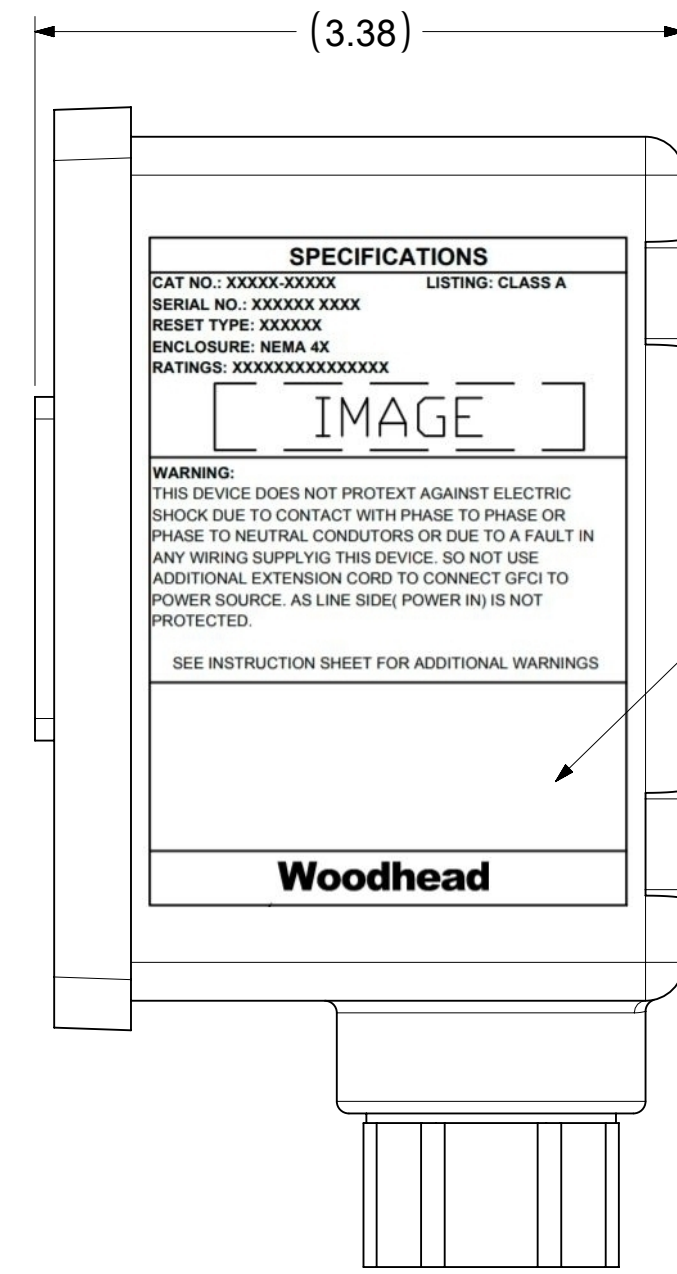 (3.38)
SPECIFICATIONS
CAT NO.: XXXXX-XXXXX LISTING: CLASS A
SERIAL NO.: XXXXXX XXXX
RESET TYPE: XXXXXX
ENCLOSURE: NEMA 4X
RATINGS: XXXXXXXXXXXXXXX
IMAGE
WARNING:
THIS DEVICE DOES NOT PROTEXT AGAINST ELECTRIC
SHOCK DUE TO CONTACT WITH PHASE TO PHASE OR
PHASE TO NEUTRAL CONDUTORS OR DUE TO A FAULT IN
ANY WIRING SUPPLYIG THIS DEVICE. SO NOT USE
ADDITIONAL EXTENSION CORD TO CONNECT GFCI TO
POWER SOURCE. AS LINE SIDE( POWER IN) IS NOT
PROTECTED.
SEE INSTRUCTION SHEET FOR ADDITIONAL WARNINGS
Woodhead